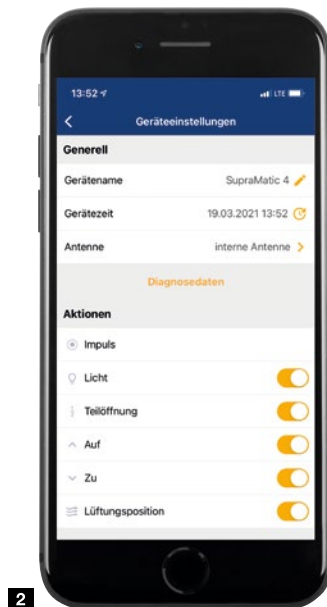 13:52 LTE
Geräteeinstellungen
Generell
Gerätename SupraMatic 4
Gerätezeit 19.03.2021 13:52
Antenne interne Antenne
Diagnosedaten
Aktionen
Impuls
Licht
Teilöffnung
Auf
Zu
Lüftungsposition
2